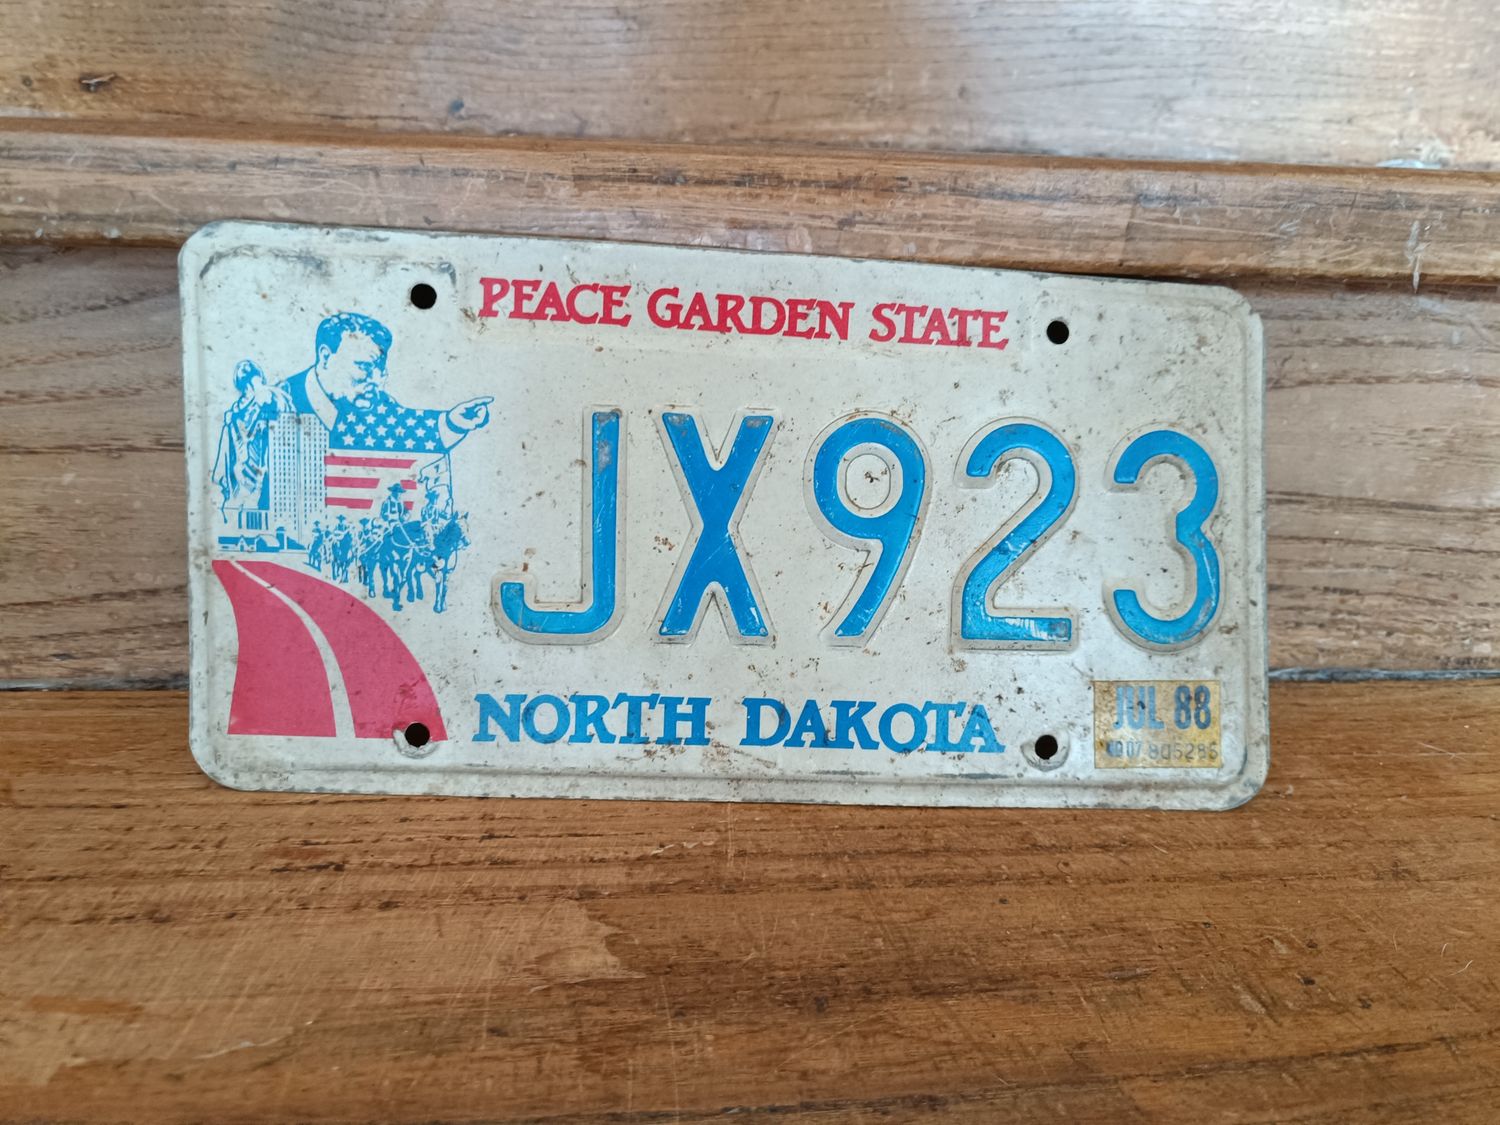 PEACE GARDEN STATE
JX923
NORTH DAKOTA
JUL 88